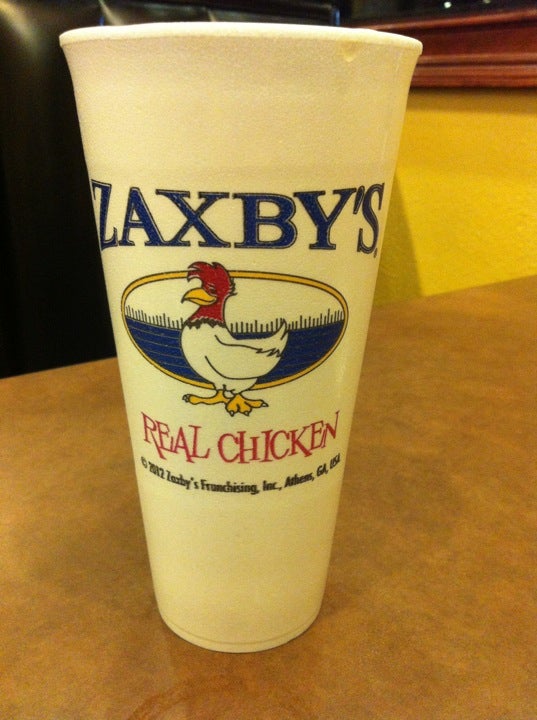 ZAXBY'S
REAL CHICKEN
© 2012 Zaxby's Franchising, Inc., Athens, GA, USA